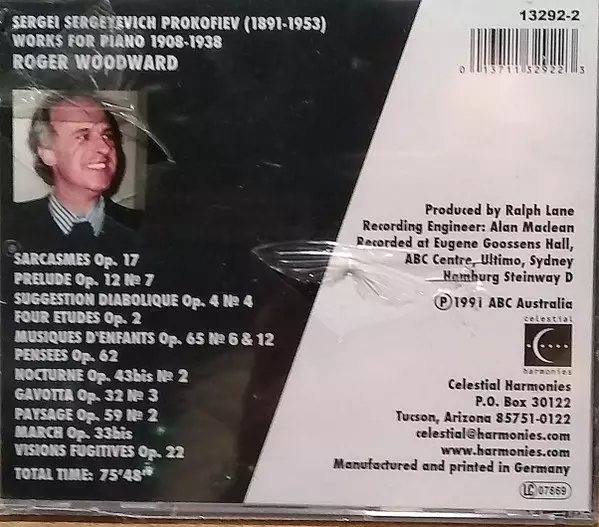 SERGEI SERGEYEVICH PROKOFIEV (1891-1953)
WORKS FOR PIANO 1908-1938
ROGER WOODWARD
13292-2
0 13711 32922 3
SARCASMES Op. 17
PRELUDE Op. 12 № 7
SUGGESTION DIABOLIQUE Op. 4 № 4
FOUR ETUDES Op. 2
MUSIQUES D'ENFANTS Op. 65 № 6 & 12
PENSEES Op. 62
NOCTURNE Op. 43bis № 2
GAVOTTA Op. 32 № 3
PAYSAGE Op. 59 № 2
MARCH Op. 33bis
VISIONS FUGITIVES Op. 22
TOTAL TIME: 75'48"
Produced by Ralph Lane
Recording Engineer: Alan Maclean
Recorded at Eugene Goossens Hall,
ABC Centre, Ultimo, Sydney
Hamburg Steinway D
℗ 1991 ABC Australia
celestial
harmonies
Celestial Harmonies
P.O. Box 30122
Tucson, Arizona 85751-0122
celestial@harmonies.com
www.harmonies.com
Manufactured and printed in Germany
LC 07869